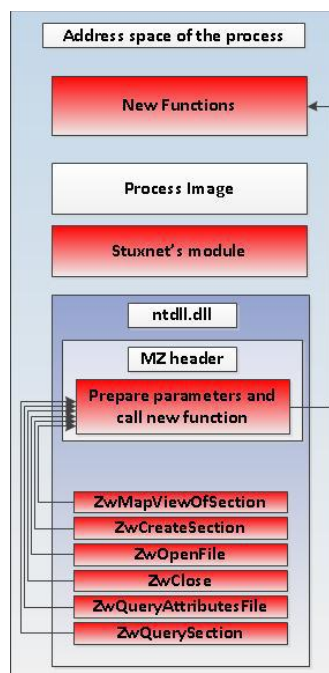 Address space of the process
New Functions
Process Image
Stuxnet's module
ntdll.dll
MZ header
Prepare parameters and
call new function
ZwMapViewOfSection
ZwCreateSection
ZwOpenFile
ZwClose
ZwQueryAttributesFile
ZwQuerySection